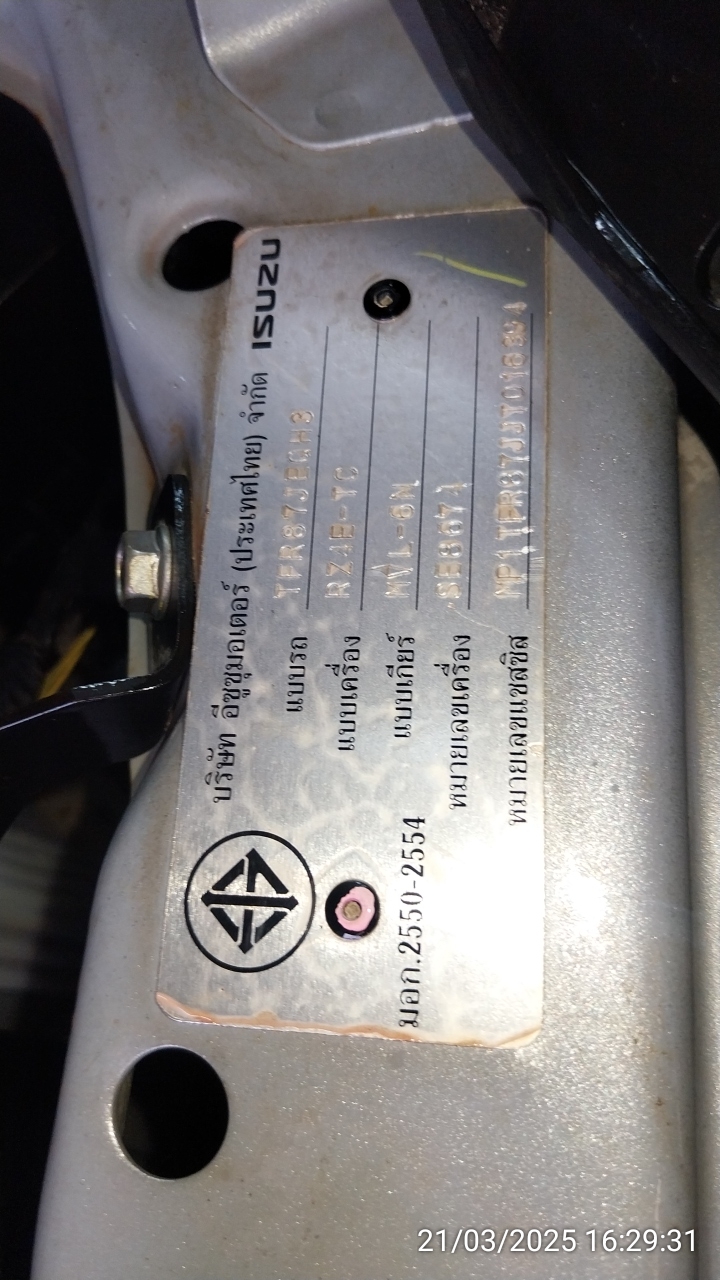 บริษัท อีซูซุมอเตอร์ (ประเทศไทย) จำกัด ISUZU
แบบรถ
แบบเครื่อง RZ4E-TC
แบบเกียร์ MVL-6N
หมายเลขเครื่อง
หมายเลขแชสซิส
มอก.2550-2554
21/03/2025 16:29:31